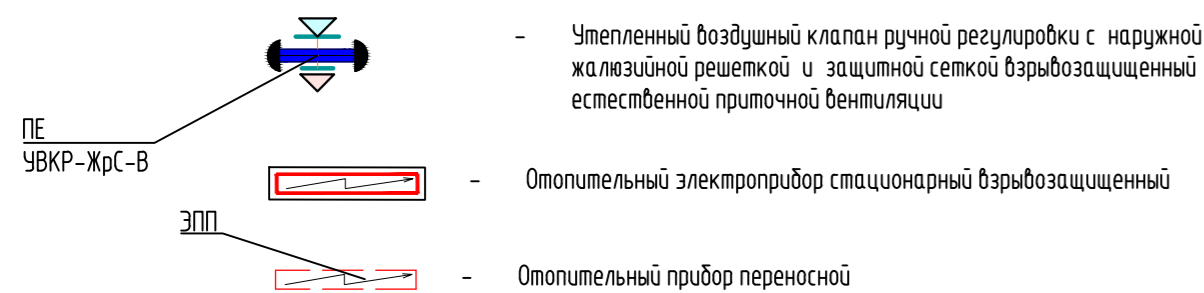 - Утепленный воздушный клапан ручной регулировки с наружной
жалюзийной решеткой и защитной сеткой взрывозащищенный
естественной приточной вентиляции
ПЕ
УВКР-ЖрС-В
- Отопительный электроприбор стационарный взрывозащищенный
ЭПП
- Отопительный прибор переносной